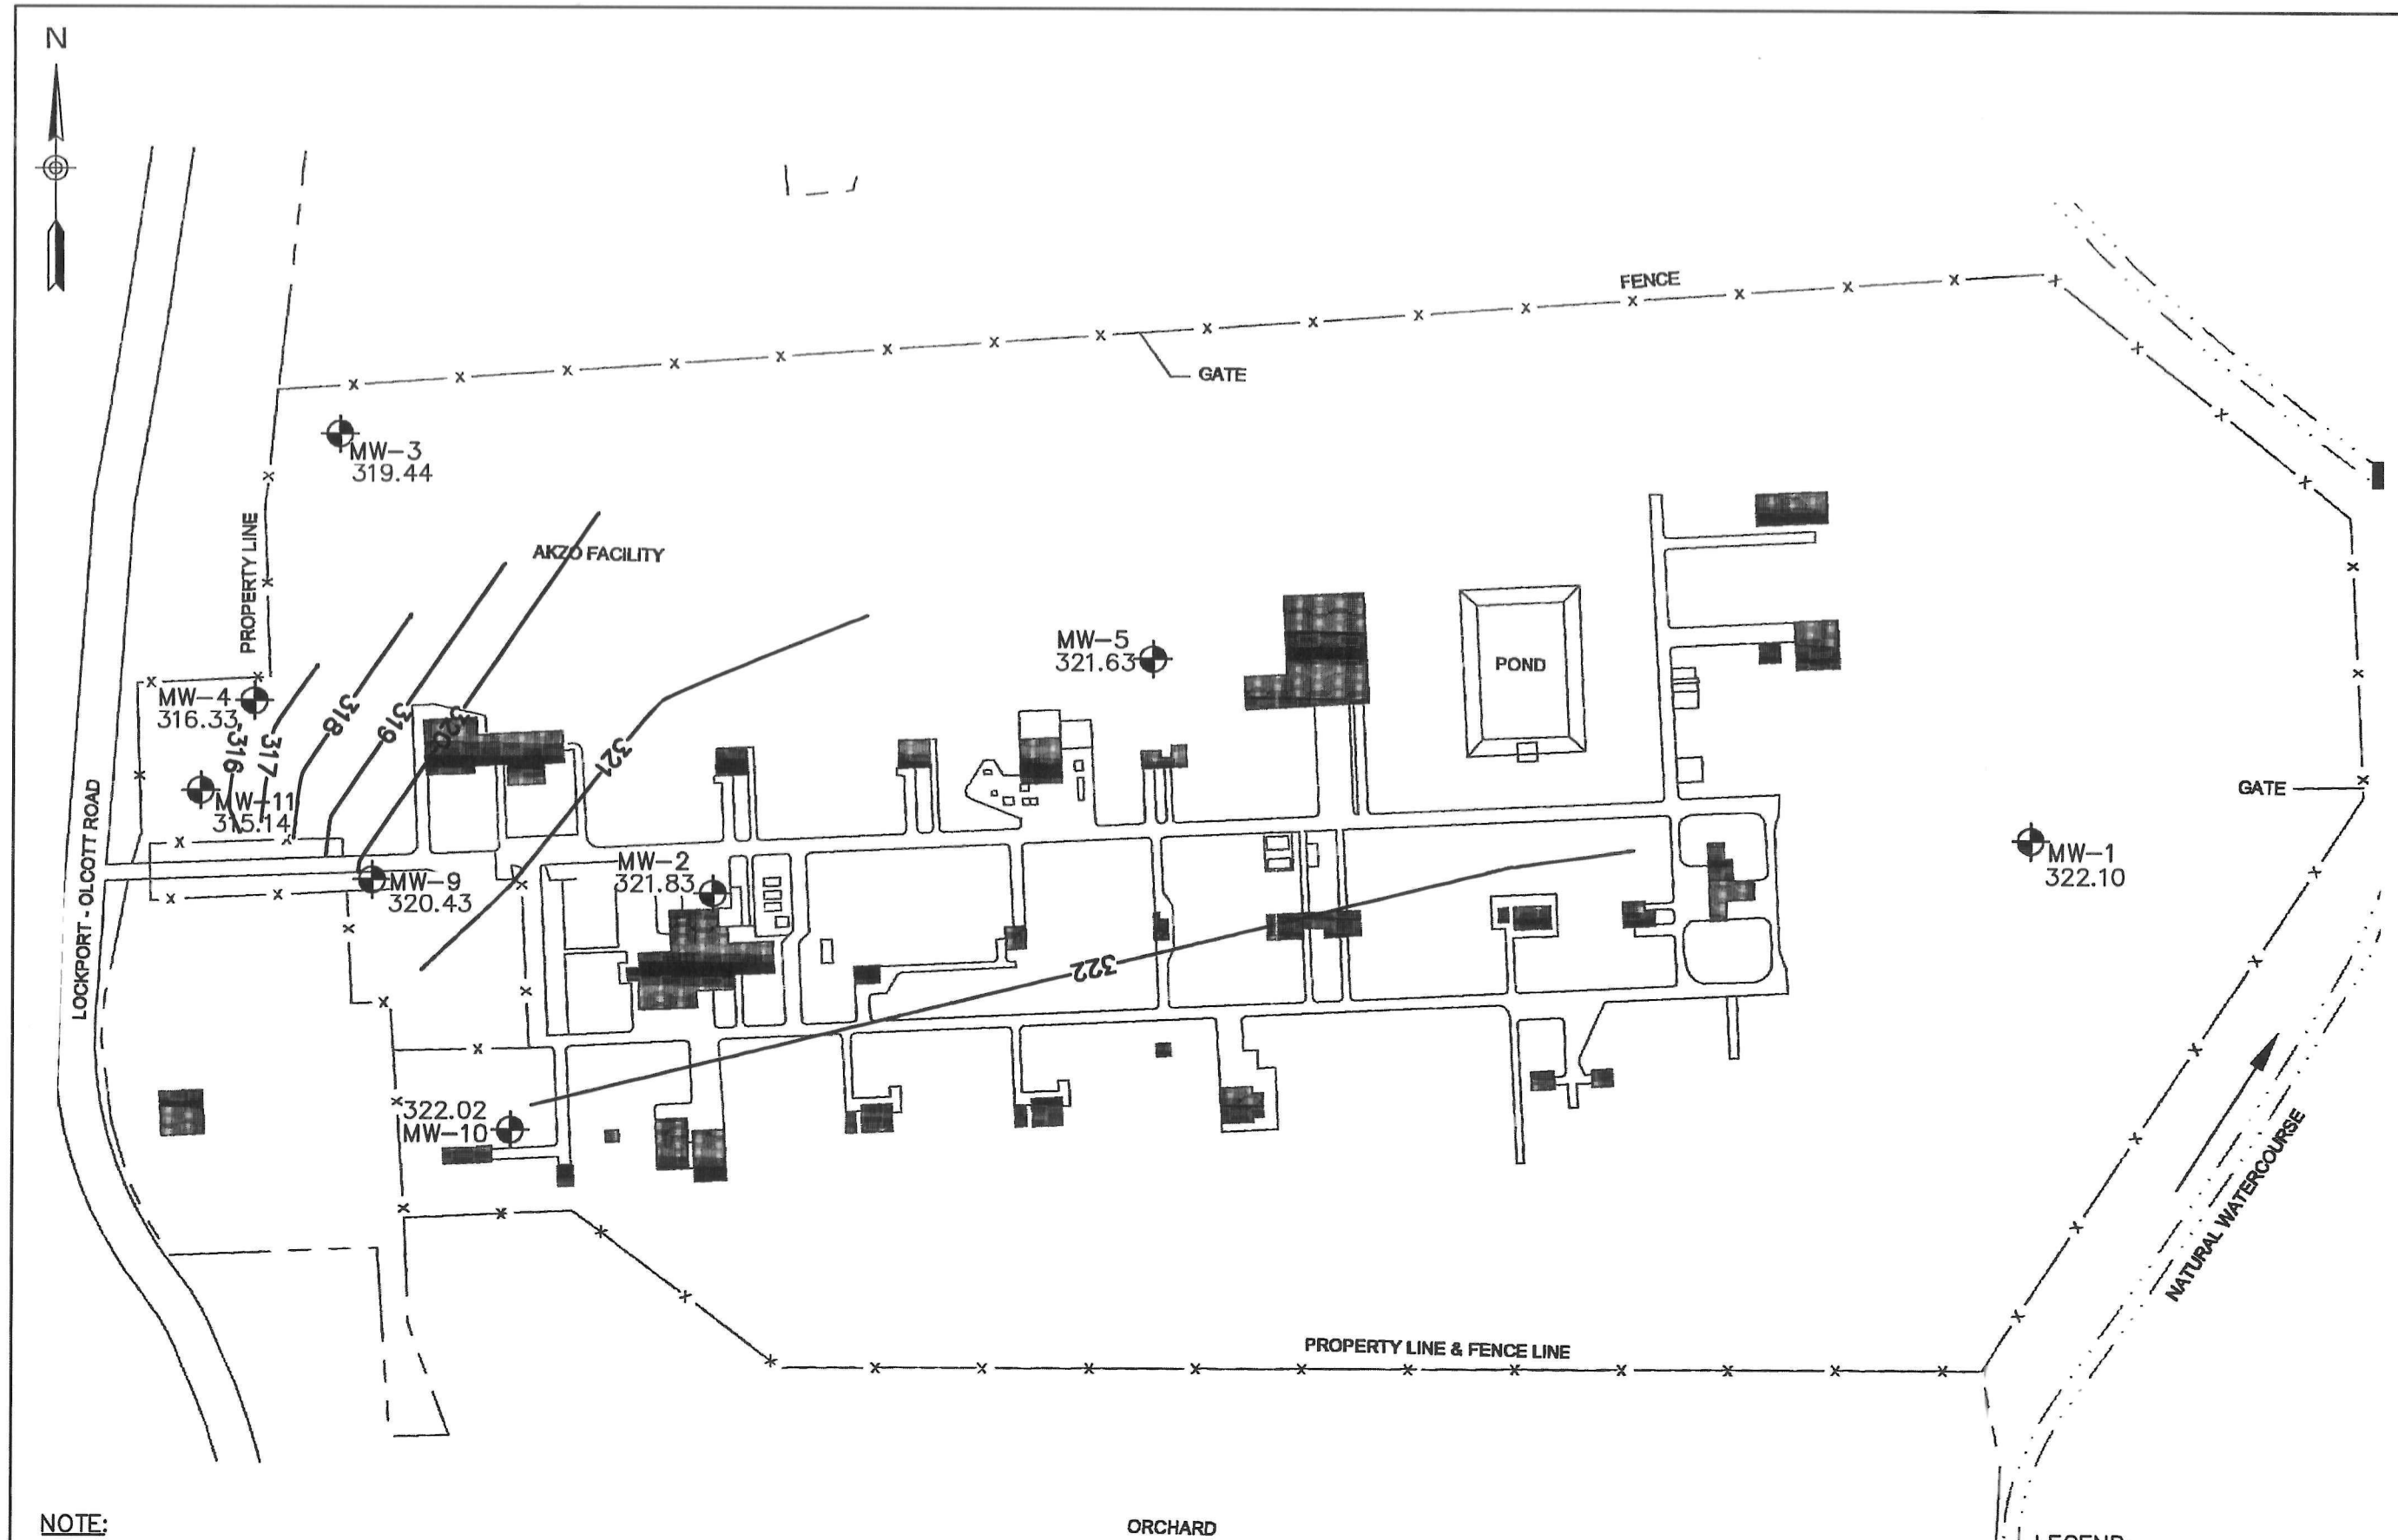 N
FENCE
GATE
MW-3
319.44
PROPERTY LINE
AKZO FACILITY
MW-5
321.63
POND
MW-4
316.33
316
317
318
319
320
321
MW-11
315.14
LOCKPORT - OLCOTT ROAD
GATE
MW-1
322.10
MW-2
321.83
MW-9
320.43
322
322.02
MW-10
NATURAL WATERCOURSE
PROPERTY LINE & FENCE LINE
NOTE:
ORCHARD
LEGEND